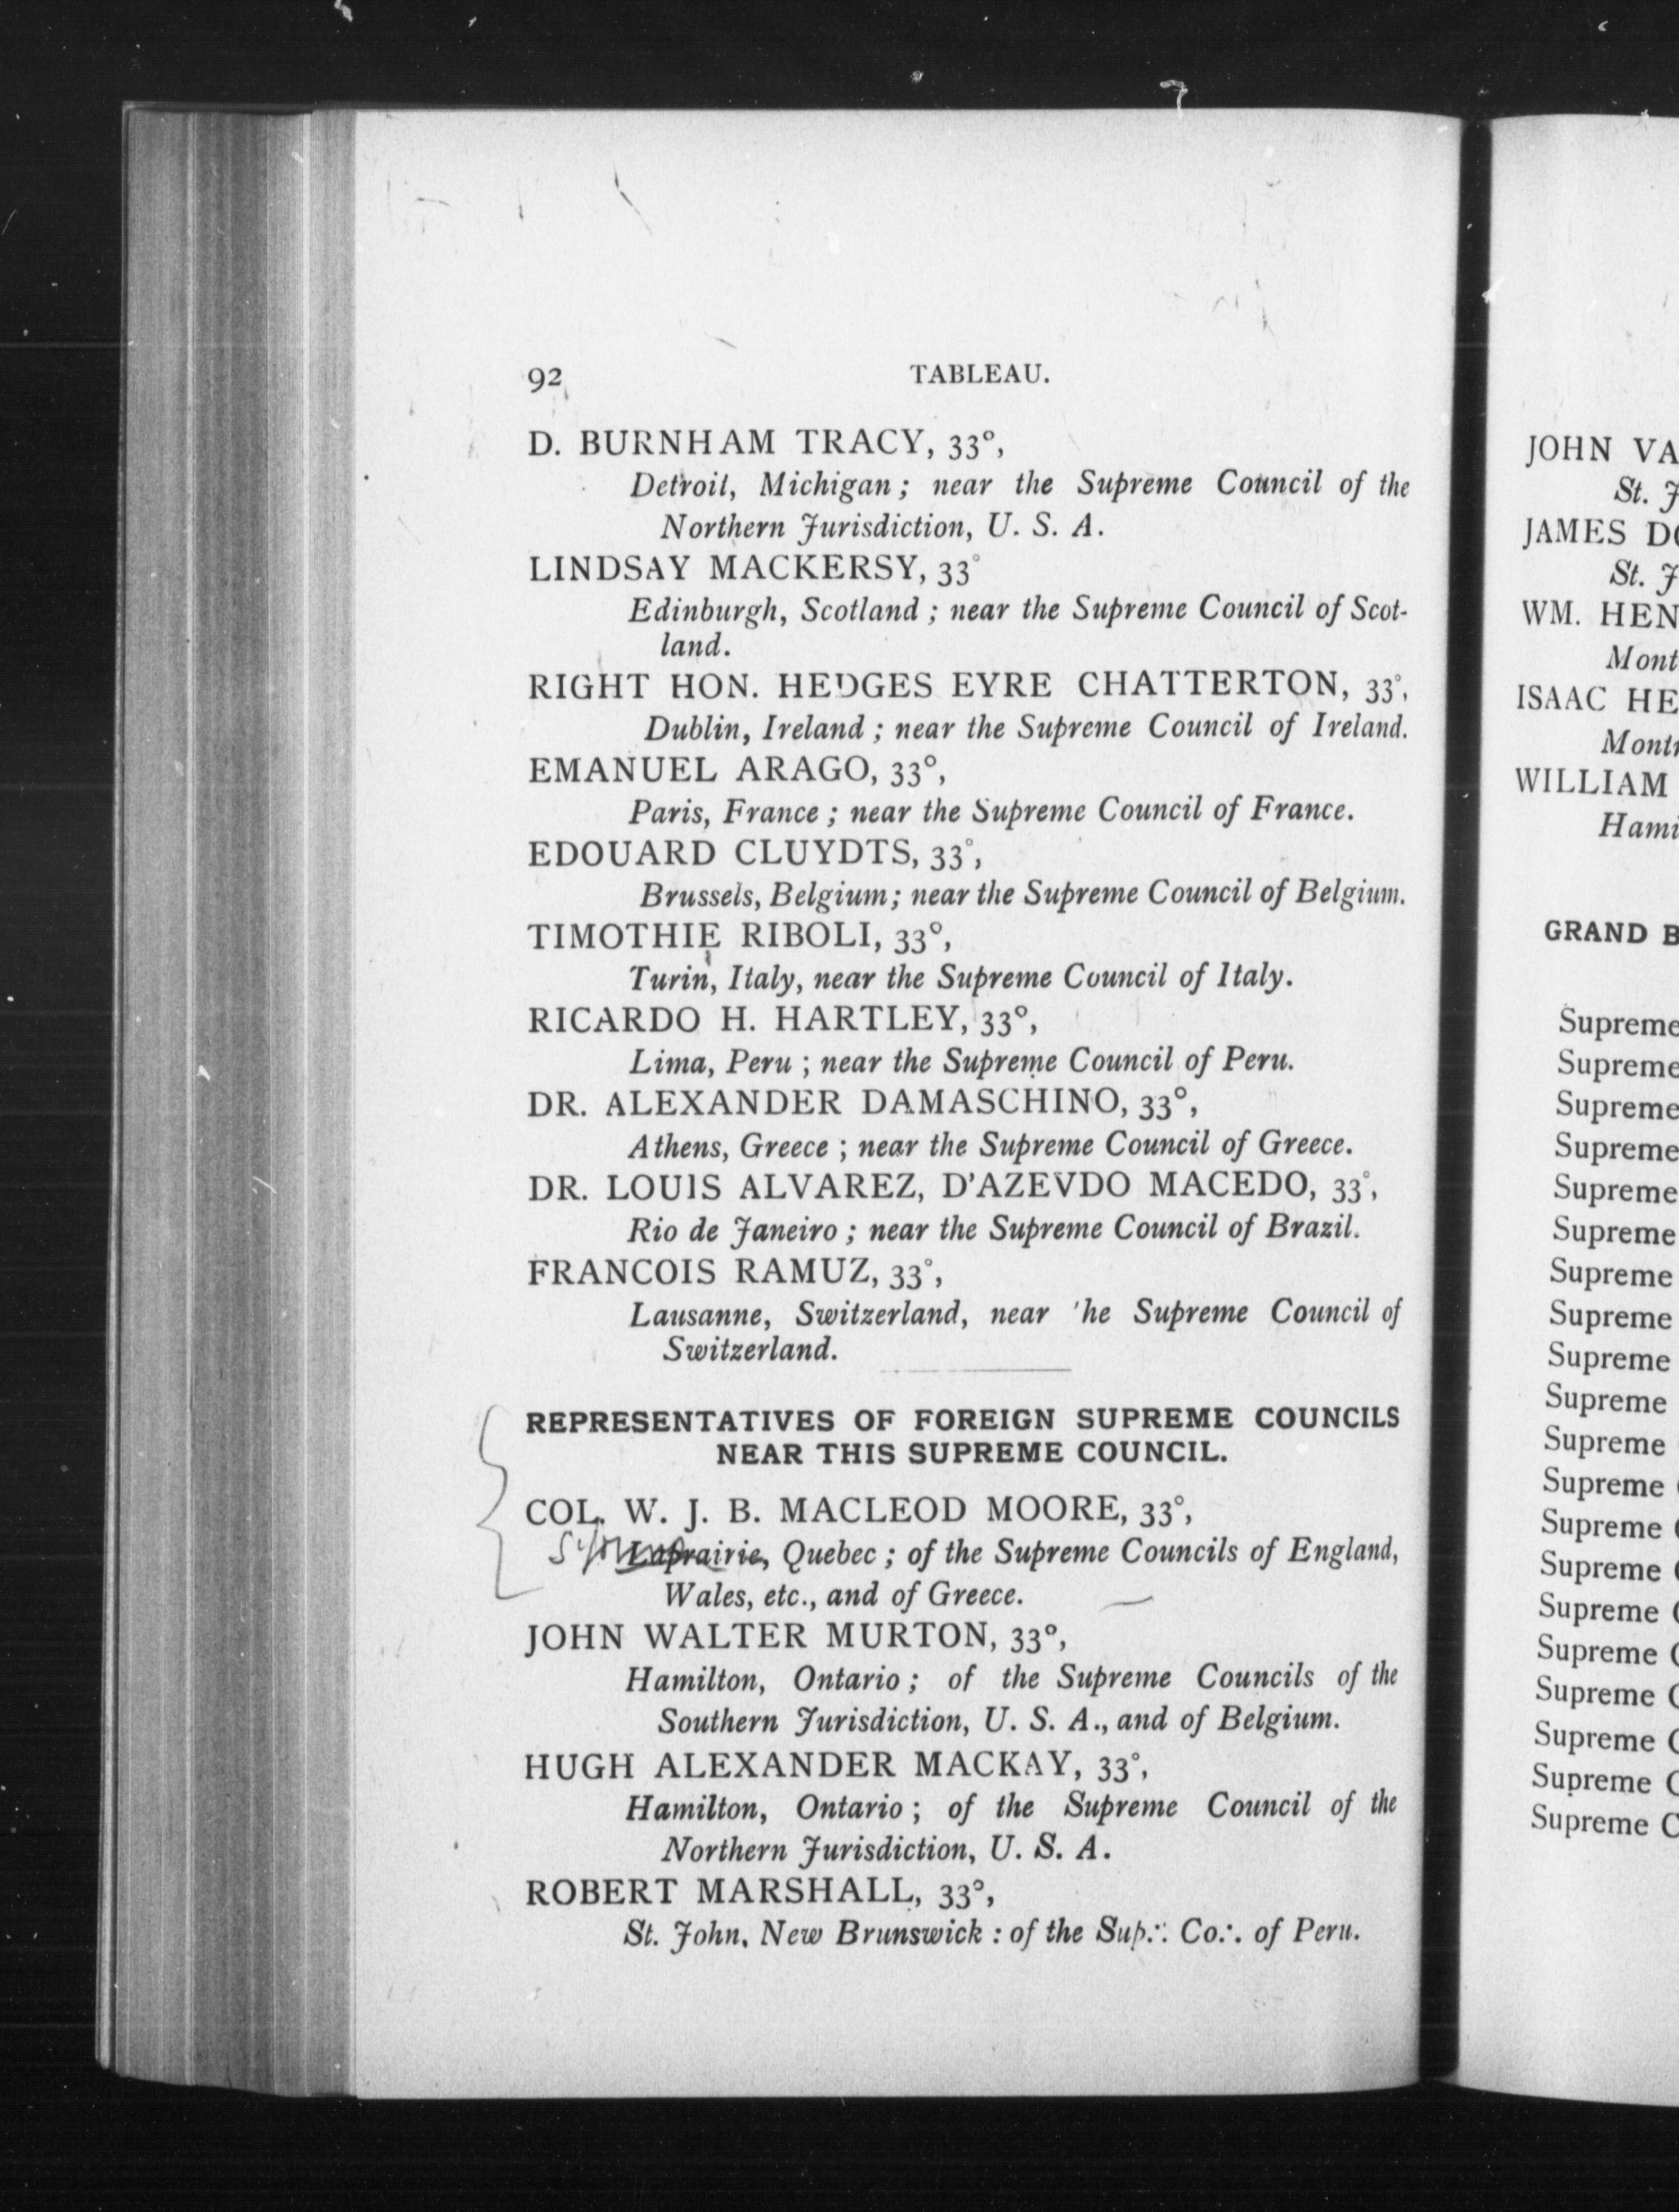 92 TABLEAU.
D. BURNHAM TRACY, 33°,
Detroit, Michigan; near the Supreme Council of the
Northern Jurisdiction, U. S. A.
LINDSAY MACKERSY, 33°
Edinburgh, Scotland ; near the Supreme Council of Scot-
land.
RIGHT HON. HEDGES EYRE CHATTERTON, 33°,
Dublin, Ireland ; near the Supreme Council of Ireland.
EMANUEL ARAGO, 33°,
Paris, France ; near the Supreme Council of France.
EDOUARD CLUYDTS, 33°,
Brussels, Belgium; near the Supreme Council of Belgium.
TIMOTHIE RIBOLI, 33°,
Turin, Italy, near the Supreme Council of Italy.
RICARDO H. HARTLEY, 33°,
Lima, Peru ; near the Supreme Council of Peru.
DR. ALEXANDER DAMASCHINO, 33°,
Athens, Greece ; near the Supreme Council of Greece.
DR. LOUIS ALVAREZ, D'AZEVDO MACEDO, 33°,
Rio de Janeiro ; near the Supreme Council of Brazil.
FRANCOIS RAMUZ, 33°,
Lausanne, Switzerland, near 'he Supreme Council of
Switzerland.
REPRESENTATIVES OF FOREIGN SUPREME COUNCILS
NEAR THIS SUPREME COUNCIL.
COL. W. J. B. MACLEOD MOORE, 33°,
Laprairie, Quebec ; of the Supreme Councils of England,
Wales, etc., and of Greece.
JOHN WALTER MURTON, 33°,
Hamilton, Ontario ; of the Supreme Councils of the
Southern Jurisdiction, U. S. A., and of Belgium.
HUGH ALEXANDER MACKAY, 33°,
Hamilton, Ontario ; of the Supreme Council of the
Northern Jurisdiction, U. S. A.
ROBERT MARSHALL, 33°,
St. John, New Brunswick : of the Sup∴ Co∴ of Peru.
JOHN VA
St. J
JAMES DO
St. J
WM. HEN
Mont
ISAAC HE
Montr
WILLIAM
Hami
GRAND B
Supreme
Supreme
Supreme
Supreme
Supreme
Supreme
Supreme
Supreme
Supreme
Supreme
Supreme
Supreme
Supreme C
Supreme C
Supreme C
Supreme C
Supreme C
Supreme C
Supreme C
Supreme C